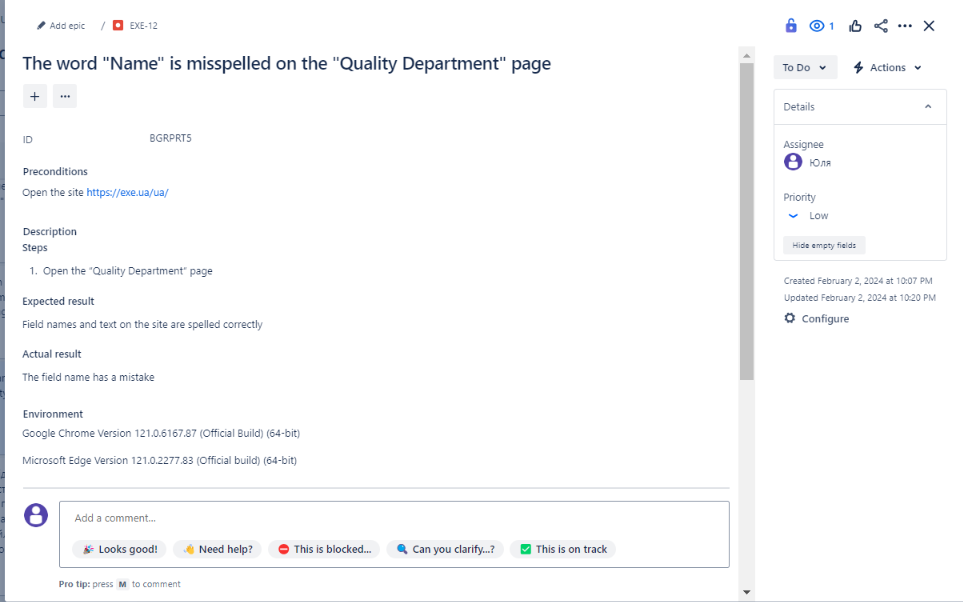 Add epic / EXE-12
1
The word "Name" is misspelled on the "Quality Department" page
To Do
Actions
ID BGRPRT5
Preconditions
Open the site https://exe.ua/ua/
Description
Steps
1. Open the "Quality Department" page
Expected result
Field names and text on the site are spelled correctly
Actual result
The field name has a mistake
Environment
Google Chrome Version 121.0.6167.87 (Official Build) (64-bit)
Microsoft Edge Version 121.0.2277.83 (Official build) (64-bit)
Add a comment...
Looks good! Need help? This is blocked... Can you clarify...? This is on track
Pro tip: press M to comment
Details
Assignee
Юля
Priority
Low
Hide empty fields
Created February 2, 2024 at 10:07 PM
Updated February 2, 2024 at 10:20 PM
Configure